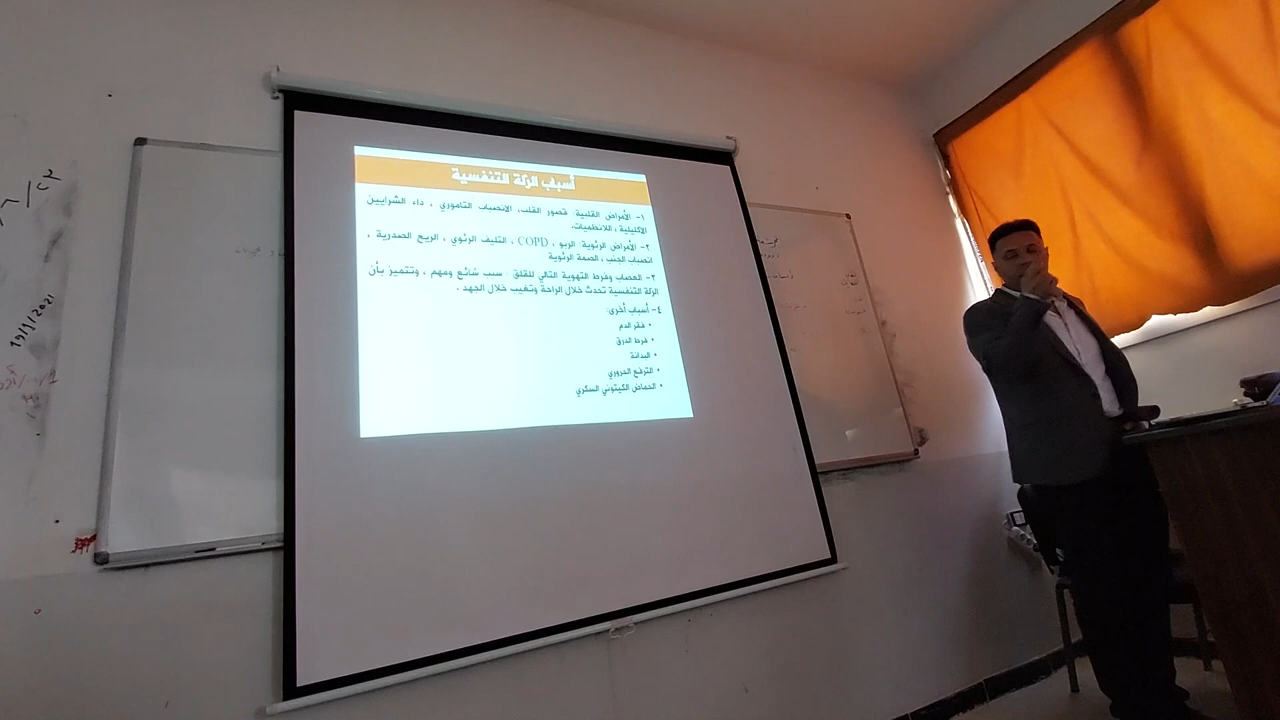 أسباب الزلة التنفسية
١- الأمراض القلبية: قصور القلب، الانصباب التاموري ، داء الشرايين
الاكليلية ، اللانظميات.
٢- الأمراض الرئوية: الربو ، COPD ، التليف الرئوي ، الريح الصدرية ،
انصباب الجنب ، الصمة الرئوية
٣- العصاب وفرط التهوية التالي للقلق : سبب شائع ومهم ، وتتميز بأن
الزلة التنفسية تحدث خلال الراحة وتغيب خلال الجهد .
٤- أسباب أخرى:
• فقر الدم
• فرط الدرق
• البدانة
• الترفع الحروري
• الحماض الكيتوني السكري
19/1/2021